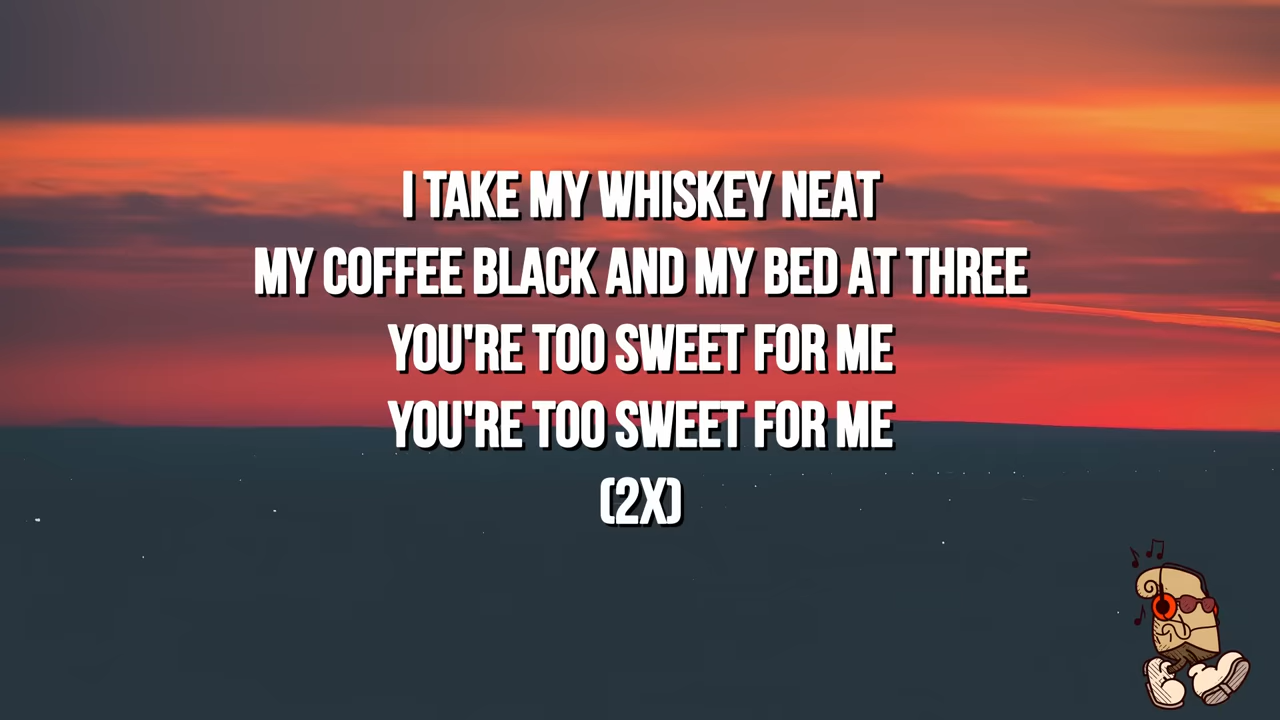 I TAKE MY WHISKEY NEAT
MY COFFEE BLACK AND MY BED AT THREE
YOU'RE TOO SWEET FOR ME
YOU'RE TOO SWEET FOR ME
(2X)